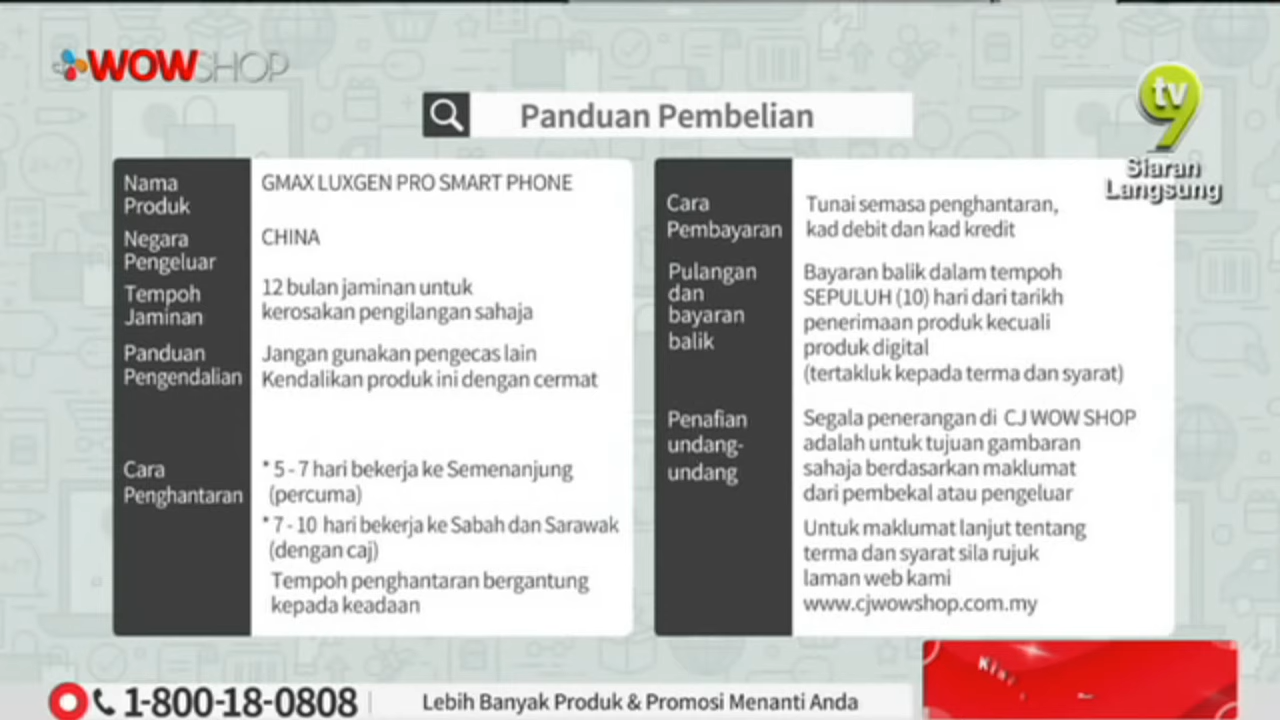 WOWSHOP
Panduan Pembelian
tv9
Siaran
Langsung
Nama
Produk
GMAX LUXGEN PRO SMART PHONE
Negara
Pengeluar
CHINA
Tempoh
Jaminan
12 bulan jaminan untuk
kerosakan pengilangan sahaja
Panduan
Pengendalian
Jangan gunakan pengecas lain
Kendalikan produk ini dengan cermat
Cara
Penghantaran
* 5 - 7 hari bekerja ke Semenanjung
(percuma)
* 7 - 10 hari bekerja ke Sabah dan Sarawak
(dengan caj)
Tempoh penghantaran bergantung
kepada keadaan
Cara
Pembayaran
Tunai semasa penghantaran,
kad debit dan kad kredit
Pulangan
dan
bayaran
balik
Bayaran balik dalam tempoh
SEPULUH (10) hari dari tarikh
penerimaan produk kecuali
produk digital
(tertakluk kepada terma dan syarat)
Penafian
undang-
undang
Segala penerangan di CJ WOW SHOP
adalah untuk tujuan gambaran
sahaja berdasarkan maklumat
dari pembekal atau pengeluar
Untuk maklumat lanjut tentang
terma dan syarat sila rujuk
laman web kami
www.cjwowshop.com.my
1-800-18-0808
Lebih Banyak Produk & Promosi Menanti Anda